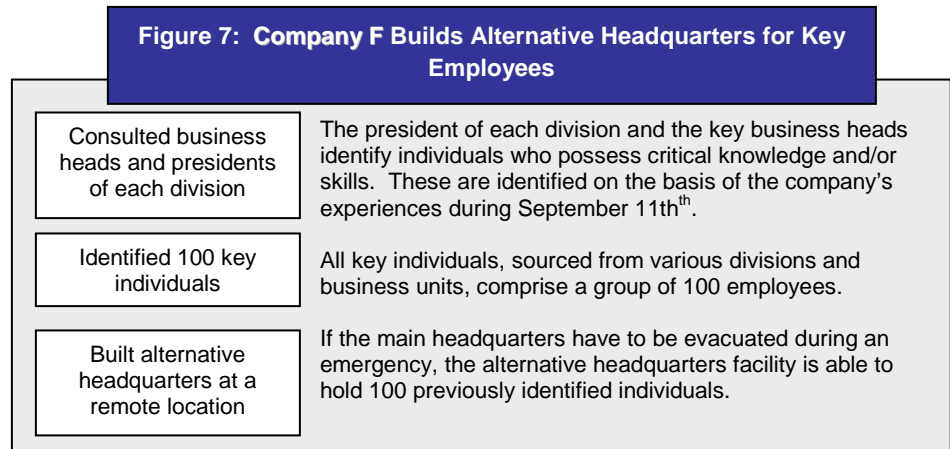 Figure 7: Company F Builds Alternative Headquarters for Key
Employees
Consulted business
heads and presidents
of each division
The president of each division and the key business heads
identify individuals who possess critical knowledge and/or
skills. These are identified on the basis of the company's
experiences during September 11th^th.
Identified 100 key
individuals
All key individuals, sourced from various divisions and
business units, comprise a group of 100 employees.
Built alternative
headquarters at a
remote location
If the main headquarters have to be evacuated during an
emergency, the alternative headquarters facility is able to
hold 100 previously identified individuals.